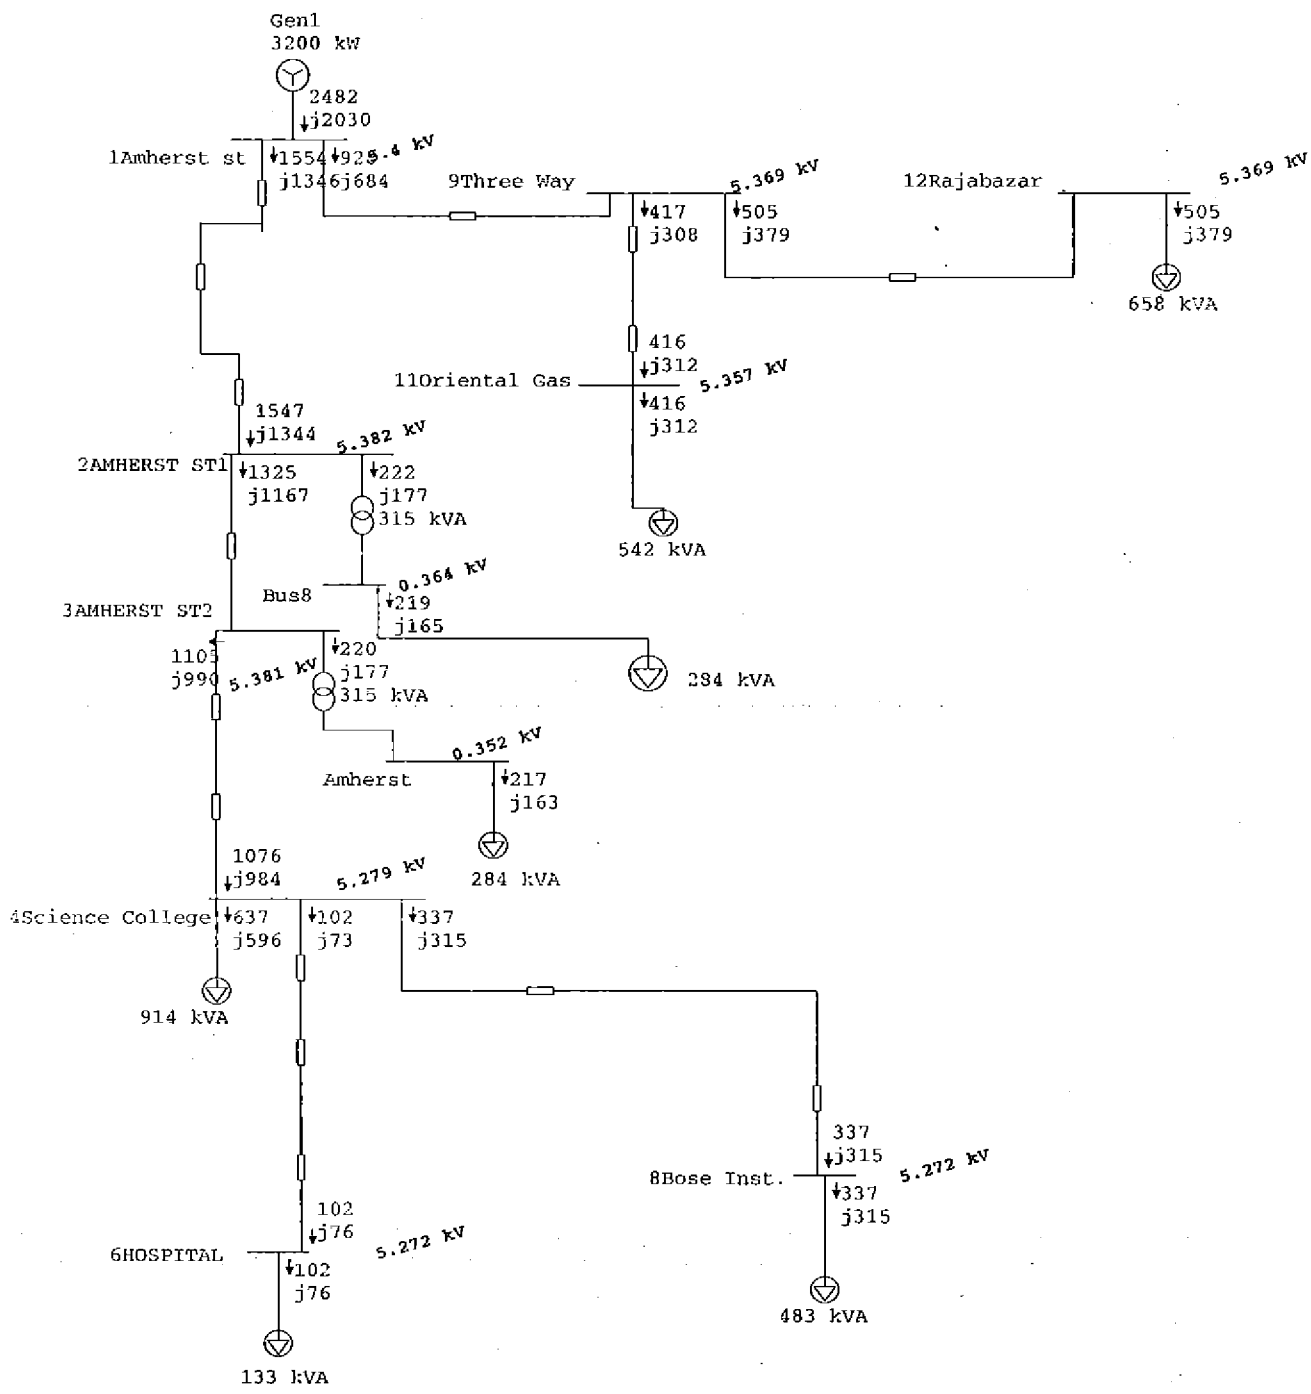 Gen1
3200 kW
2482
j2030
1Amherst st
1554
j1346
j684
5.4 kV
9Three Way
5.369 kV
417
j308
505
j379
12Rajabazar
5.369 kV
505
j379
658 kVA
416
j312
11Oriental Gas
5.357 kV
416
j312
542 kVA
1547
j1344
5.382 kV
2AMHERST ST1
1325
j1167
222
j177
315 kVA
0.364 kV
Bus8
219
j165
284 kVA
3AMHERST ST2
1105
j990
5.381 kV
220
j177
315 kVA
0.352 kV
Amherst
217
j163
284 kVA
1076
j984
5.279 kV
4Science College
637
j596
102
j73
337
j315
914 kVA
337
j315
8Bose Inst.
5.272 kV
337
j315
483 kVA
102
j76
5.272 kV
6HOSPITAL
102
j76
133 kVA